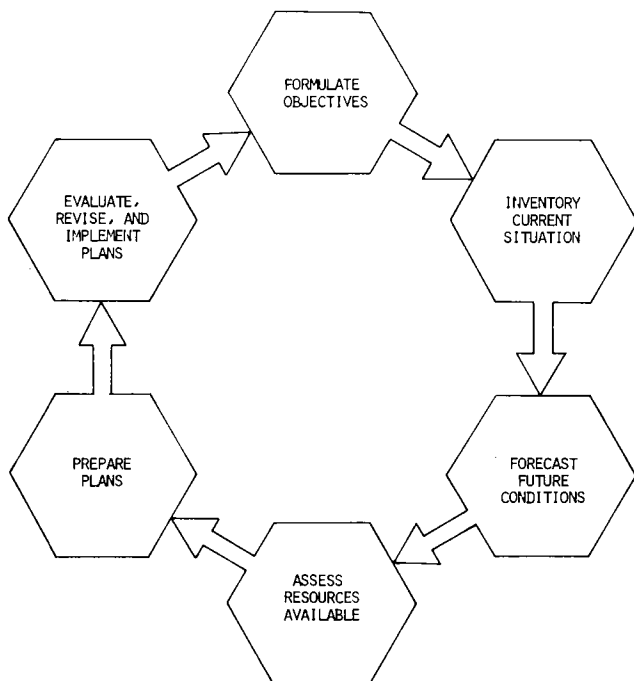 FORMULATE
OBJECTIVES
INVENTORY
CURRENT
SITUATION
FORECAST
FUTURE
CONDITIONS
ASSESS
RESOURCES
AVAILABLE
PREPARE
PLANS
EVALUATE,
REVISE, AND
IMPLEMENT
PLANS